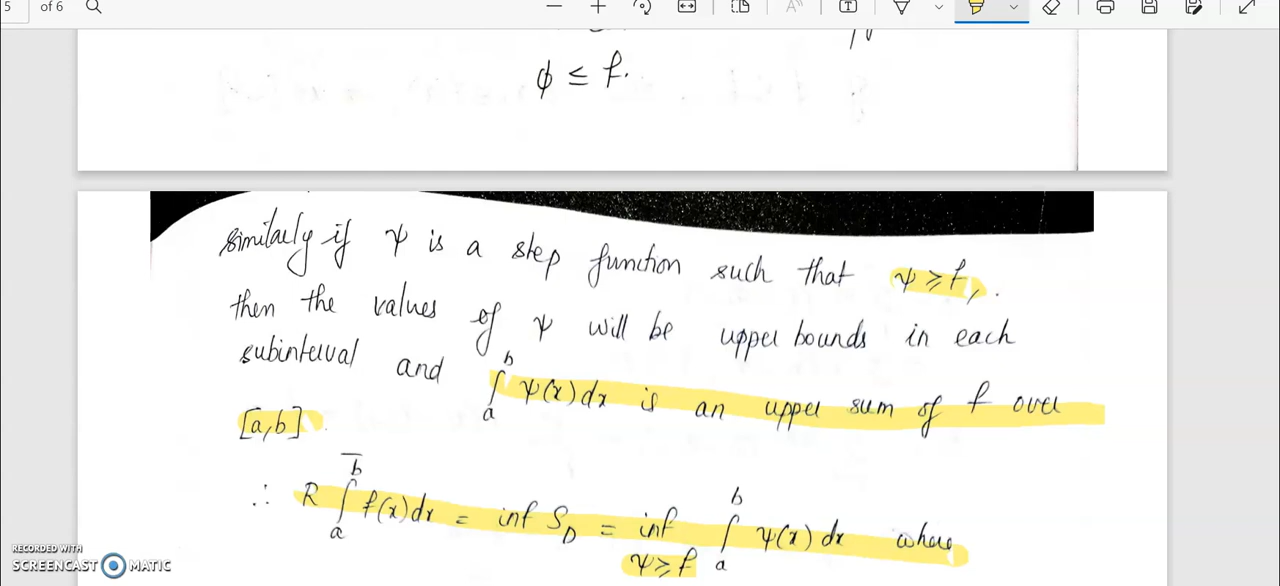 5 of 6
ϕ ≤ f.
similarly if ψ is a step function such that ψ ≥ f,
then the values of ψ will be upper bounds in each
subinterval and ∫_a^b ψ(x)dx is an upper sum of f over
[a,b].
∴ R ∫_a^{b̅} f(x)dx = inf S_D = inf_{ψ ≥ f} ∫_a^b ψ(x) dx where
RECORDED WITH
SCREENCAST MATIC